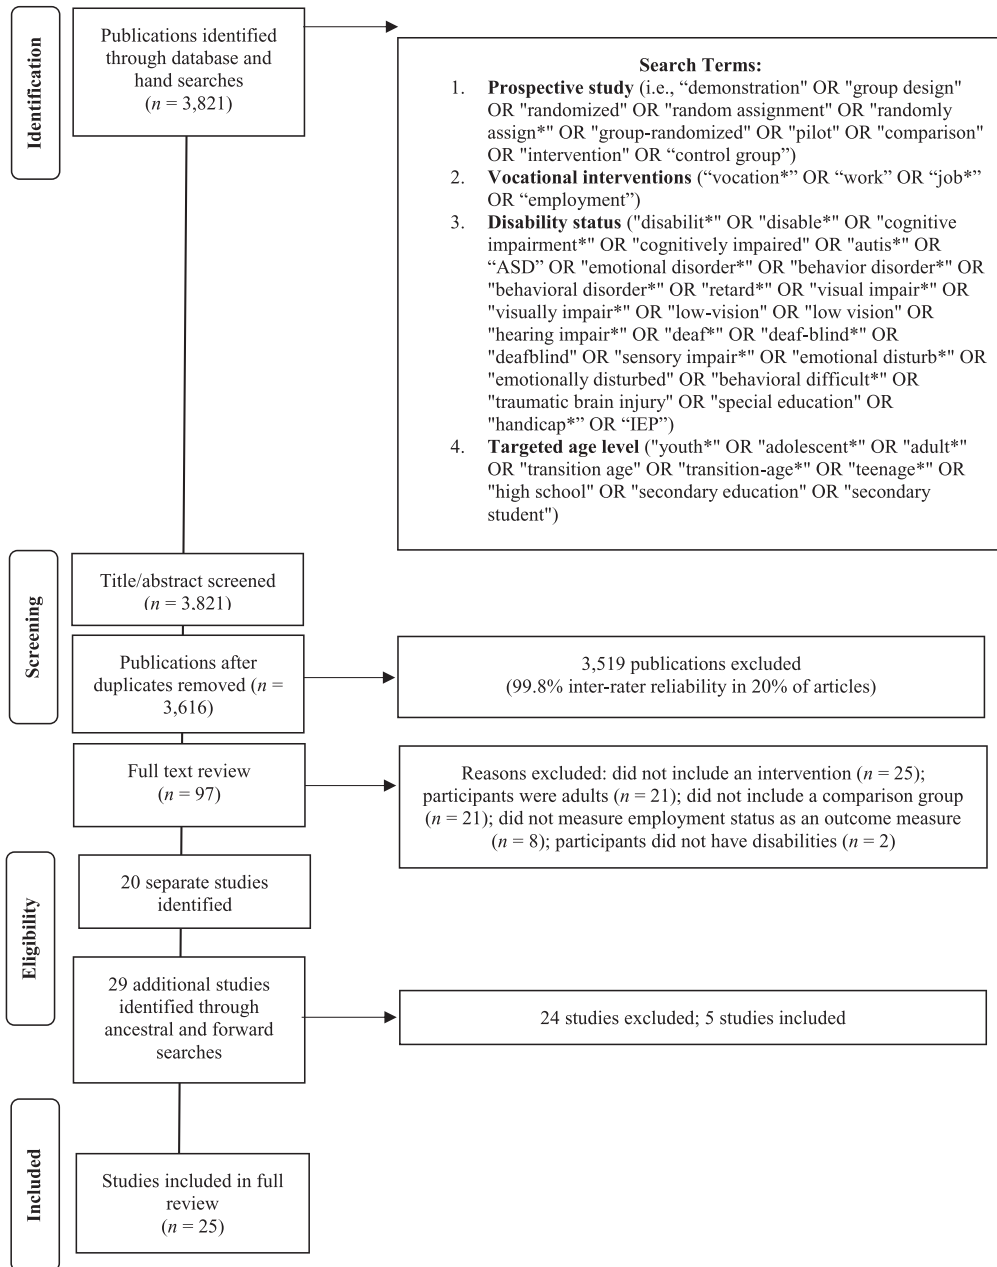 Identification
Publications identified
through database and
hand searches
(n = 3,821)
Search Terms:
1. Prospective study (i.e., “demonstration" OR "group design"
OR "randomized" OR "random assignment" OR "randomly
assign*" OR "group-randomized" OR "pilot" OR "comparison"
OR "intervention" OR “control group”)
2. Vocational interventions (“vocation*” OR “work” OR “job*”
OR “employment”)
3. Disability status ("disabilit*" OR "disable*" OR "cognitive
impairment*" OR "cognitively impaired" OR "autis*" OR
“ASD” OR "emotional disorder*" OR "behavior disorder*" OR
"behavioral disorder*" OR "retard*" OR "visual impair*" OR
"visually impair*" OR "low-vision" OR "low vision" OR
"hearing impair*" OR "deaf*" OR "deaf-blind*" OR
"deafblind" OR "sensory impair*" OR "emotional disturb*" OR
"emotionally disturbed" OR "behavioral difficult*" OR
"traumatic brain injury" OR "special education" OR
"handicap*” OR “IEP”)
4. Targeted age level ("youth*" OR "adolescent*" OR "adult*"
OR "transition age" OR "transition-age*" OR "teenage*" OR
"high school" OR "secondary education" OR "secondary
student")
Screening
Title/abstract screened
(n = 3,821)
Publications after
duplicates removed (n =
3,616)
3,519 publications excluded
(99.8% inter-rater reliability in 20% of articles)
Full text review
(n = 97)
Reasons excluded: did not include an intervention (n = 25);
participants were adults (n = 21); did not include a comparison group
(n = 21); did not measure employment status as an outcome measure
(n = 8); participants did not have disabilities (n = 2)
Eligibility
20 separate studies
identified
29 additional studies
identified through
ancestral and forward
searches
24 studies excluded; 5 studies included
Included
Studies included in full
review
(n = 25)